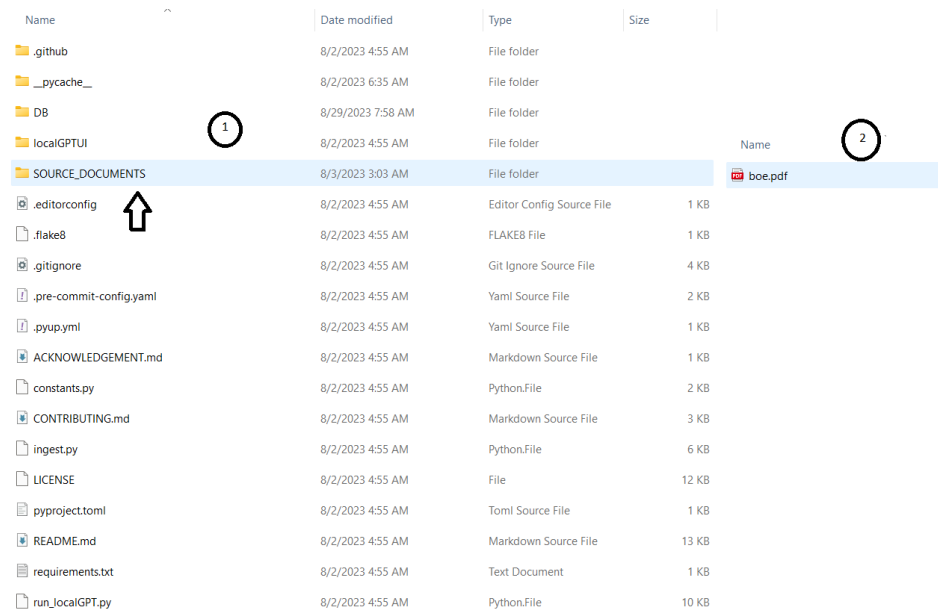 Name Date modified Type Size
.github 8/2/2023 4:55 AM File folder
__pycache__ 8/2/2023 6:35 AM File folder
DB 8/29/2023 7:58 AM File folder
1
localGPTUI 8/2/2023 4:55 AM File folder
SOURCE_DOCUMENTS 8/3/2023 3:03 AM File folder
.editorconfig 8/2/2023 4:55 AM Editor Config Source File 1 KB
.flake8 8/2/2023 4:55 AM FLAKE8 File 1 KB
.gitignore 8/2/2023 4:55 AM Git Ignore Source File 4 KB
.pre-commit-config.yaml 8/2/2023 4:55 AM Yaml Source File 2 KB
.pyup.yml 8/2/2023 4:55 AM Yaml Source File 1 KB
ACKNOWLEDGEMENT.md 8/2/2023 4:55 AM Markdown Source File 1 KB
constants.py 8/2/2023 4:55 AM Python.File 2 KB
CONTRIBUTING.md 8/2/2023 4:55 AM Markdown Source File 3 KB
ingest.py 8/2/2023 4:55 AM Python.File 6 KB
LICENSE 8/2/2023 4:55 AM File 12 KB
pyproject.toml 8/2/2023 4:55 AM Toml Source File 1 KB
README.md 8/2/2023 4:55 AM Markdown Source File 13 KB
requirements.txt 8/2/2023 4:55 AM Text Document 1 KB
run_localGPT.py 8/2/2023 4:55 AM Python.File 10 KB
2
Name
PDF boe.pdf